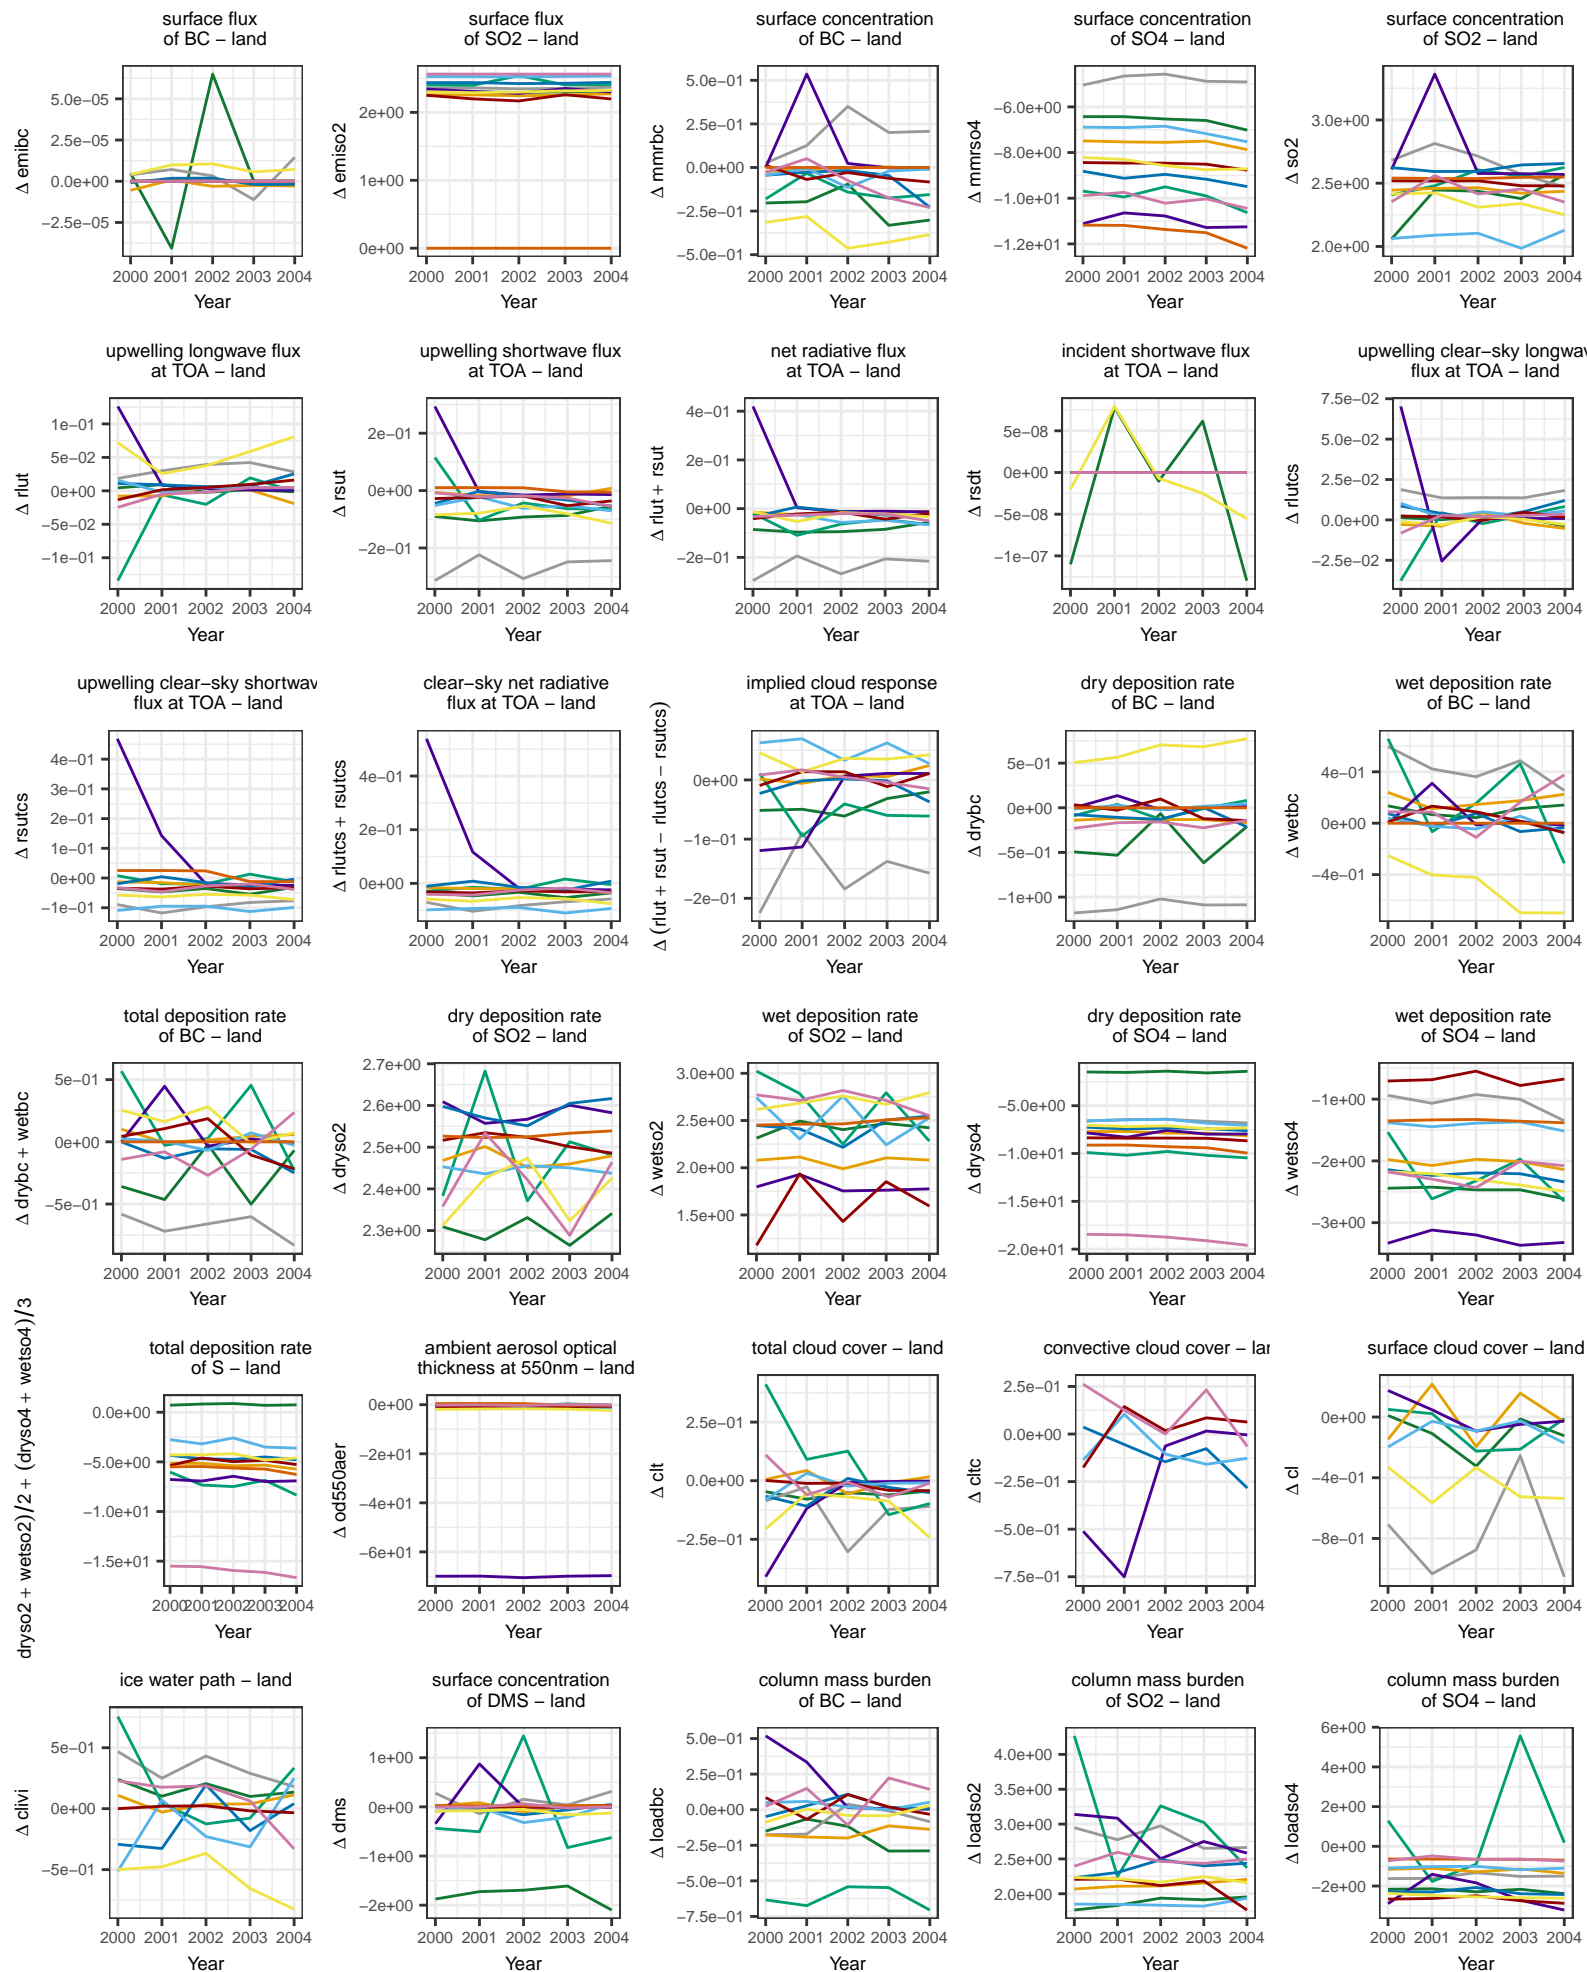 surface flux
of BC − land
Δ emibc
5.0e−05
2.5e−05
0.0e+00
−2.5e−05
2000 2001 2002 2003 2004
Year
surface flux
of SO2 − land
Δ emiso2
2e+00
1e+00
0e+00
2000 2001 2002 2003 2004
Year
surface concentration
of BC − land
Δ mmrbc
5.0e−01
2.5e−01
0.0e+00
−2.5e−01
−5.0e−01
2000 2001 2002 2003 2004
Year
surface concentration
of SO4 − land
Δ mmrso4
−6.0e+00
−8.0e+00
−1.0e+01
−1.2e+01
2000 2001 2002 2003 2004
Year
surface concentration
of SO2 − land
Δ so2
3.0e+00
2.5e+00
2.0e+00
2000 2001 2002 2003 2004
Year
upwelling longwave flux
at TOA − land
Δ rlut
1e−01
5e−02
0e+00
−5e−02
−1e−01
2000 2001 2002 2003 2004
Year
upwelling shortwave flux
at TOA − land
Δ rsut
2e−01
0e+00
−2e−01
2000 2001 2002 2003 2004
Year
net radiative flux
at TOA − land
Δ rlut + rsut
4e−01
2e−01
0e+00
−2e−01
2000 2001 2002 2003 2004
Year
incident shortwave flux
at TOA − land
Δ rsdt
5e−08
0e+00
−5e−08
−1e−07
2000 2001 2002 2003 2004
Year
upwelling clear−sky longwav
flux at TOA − land
Δ rlutcs
7.5e−02
5.0e−02
2.5e−02
0.0e+00
−2.5e−02
2000 2001 2002 2003 2004
Year
upwelling clear−sky shortwav
flux at TOA − land
Δ rsutcs
4e−01
3e−01
2e−01
1e−01
0e+00
−1e−01
2000 2001 2002 2003 2004
Year
clear−sky net radiative
flux at TOA − land
Δ rlutcs + rsutcs
4e−01
2e−01
0e+00
2000 2001 2002 2003 2004
Year
implied cloud response
at TOA − land
Δ (rlut + rsut − rlutcs − rsutcs)
0e+00
−1e−01
−2e−01
2000 2001 2002 2003 2004
Year
dry deposition rate
of BC − land
Δ drybc
5e−01
0e+00
−5e−01
−1e+00
2000 2001 2002 2003 2004
Year
wet deposition rate
of BC − land
Δ wetbc
4e−01
0e+00
−4e−01
2000 2001 2002 2003 2004
Year
total deposition rate
of BC − land
Δ drybc + wetbc
5e−01
0e+00
−5e−01
2000 2001 2002 2003 2004
Year
dry deposition rate
of SO2 − land
Δ dryso2
2.7e+00
2.6e+00
2.5e+00
2.4e+00
2.3e+00
2000 2001 2002 2003 2004
Year
wet deposition rate
of SO2 − land
Δ wetso2
3.0e+00
2.5e+00
2.0e+00
1.5e+00
2000 2001 2002 2003 2004
Year
dry deposition rate
of SO4 − land
Δ dryso4
−5.0e+00
−1.0e+01
−1.5e+01
−2.0e+01
2000 2001 2002 2003 2004
Year
wet deposition rate
of SO4 − land
Δ wetso4
−1e+00
−2e+00
−3e+00
2000 2001 2002 2003 2004
Year
total deposition rate
of S − land
dryso2 + wetso2)/2 + (dryso4 + wetso4)/3
0.0e+00
−5.0e+00
−1.0e+01
−1.5e+01
2000 2001 2002 2003 2004
Year
ambient aerosol optical
thickness at 550nm − land
Δ od550aer
0e+00
−2e+01
−4e+01
−6e+01
2000 2001 2002 2003 2004
Year
total cloud cover − land
Δ clt
2.5e−01
0.0e+00
−2.5e−01
2000 2001 2002 2003 2004
Year
convective cloud cover − lan
Δ cltc
2.5e−01
0.0e+00
−2.5e−01
−5.0e−01
−7.5e−01
2000 2001 2002 2003 2004
Year
surface cloud cover − land
Δ cl
0e+00
−4e−01
−8e−01
2000 2001 2002 2003 2004
Year
ice water path − land
Δ clivi
5e−01
0e+00
−5e−01
2000 2001 2002 2003 2004
Year
surface concentration
of DMS − land
Δ dms
1e+00
0e+00
−1e+00
−2e+00
2000 2001 2002 2003 2004
Year
column mass burden
of BC − land
Δ loadbc
5.0e−01
2.5e−01
0.0e+00
−2.5e−01
−5.0e−01
−7.5e−01
2000 2001 2002 2003 2004
Year
column mass burden
of SO2 − land
Δ loadso2
4.0e+00
3.5e+00
3.0e+00
2.5e+00
2.0e+00
2000 2001 2002 2003 2004
Year
column mass burden
of SO4 − land
Δ loadso4
6e+00
4e+00
2e+00
0e+00
−2e+00
2000 2001 2002 2003 2004
Year